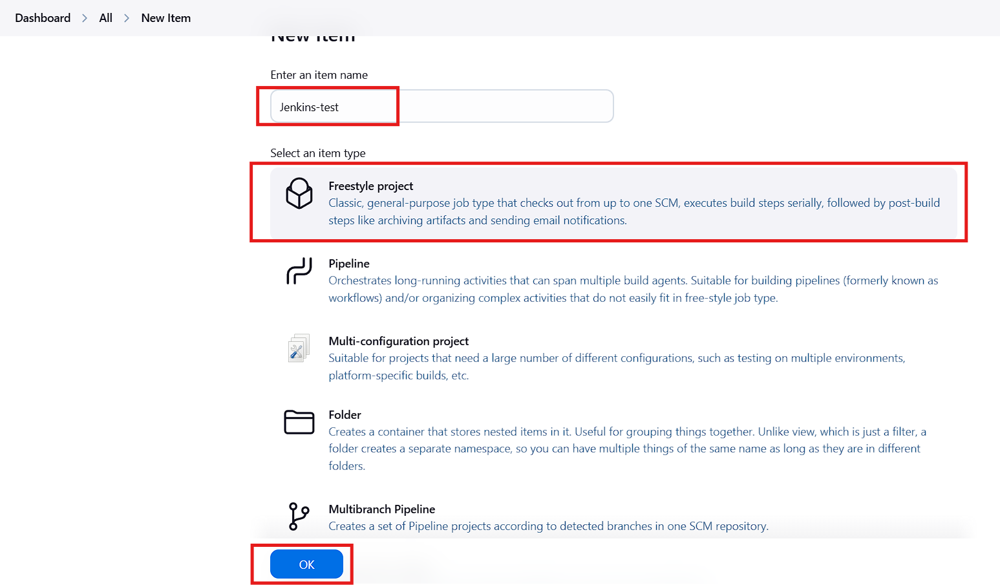 Dashboard > All > New Item
New Item
Enter an item name
Jenkins-test
Select an item type
Freestyle project
Classic, general-purpose job type that checks out from up to one SCM, executes build steps serially, followed by post-build
steps like archiving artifacts and sending email notifications.
Pipeline
Orchestrates long-running activities that can span multiple build agents. Suitable for building pipelines (formerly known as
workflows) and/or organizing complex activities that do not easily fit in free-style job type.
Multi-configuration project
Suitable for projects that need a large number of different configurations, such as testing on multiple environments,
platform-specific builds, etc.
Folder
Creates a container that stores nested items in it. Useful for grouping things together. Unlike view, which is just a filter, a
folder creates a separate namespace, so you can have multiple things of the same name as long as they are in different
folders.
Multibranch Pipeline
Creates a set of Pipeline projects according to detected branches in one SCM repository.
OK